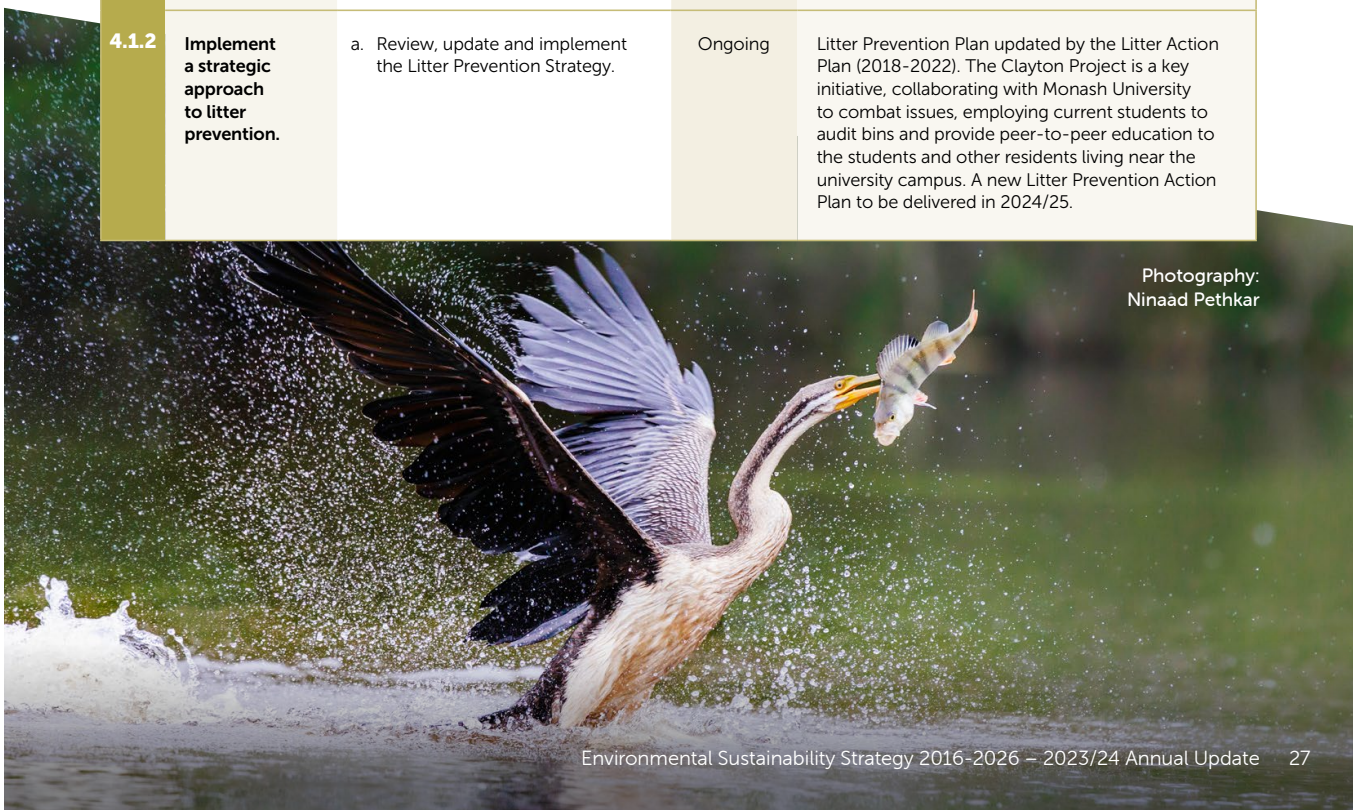 4.1.2
Implement
a strategic
approach
to litter
prevention.
a. Review, update and implement
the Litter Prevention Strategy.
Ongoing
Litter Prevention Plan updated by the Litter Action
Plan (2018-2022). The Clayton Project is a key
initiative, collaborating with Monash University
to combat issues, employing current students to
audit bins and provide peer-to-peer education to
the students and other residents living near the
university campus. A new Litter Prevention Action
Plan to be delivered in 2024/25.
Photography:
Ninaad Pethkar
Environmental Sustainability Strategy 2016-2026 – 2023/24 Annual Update 27